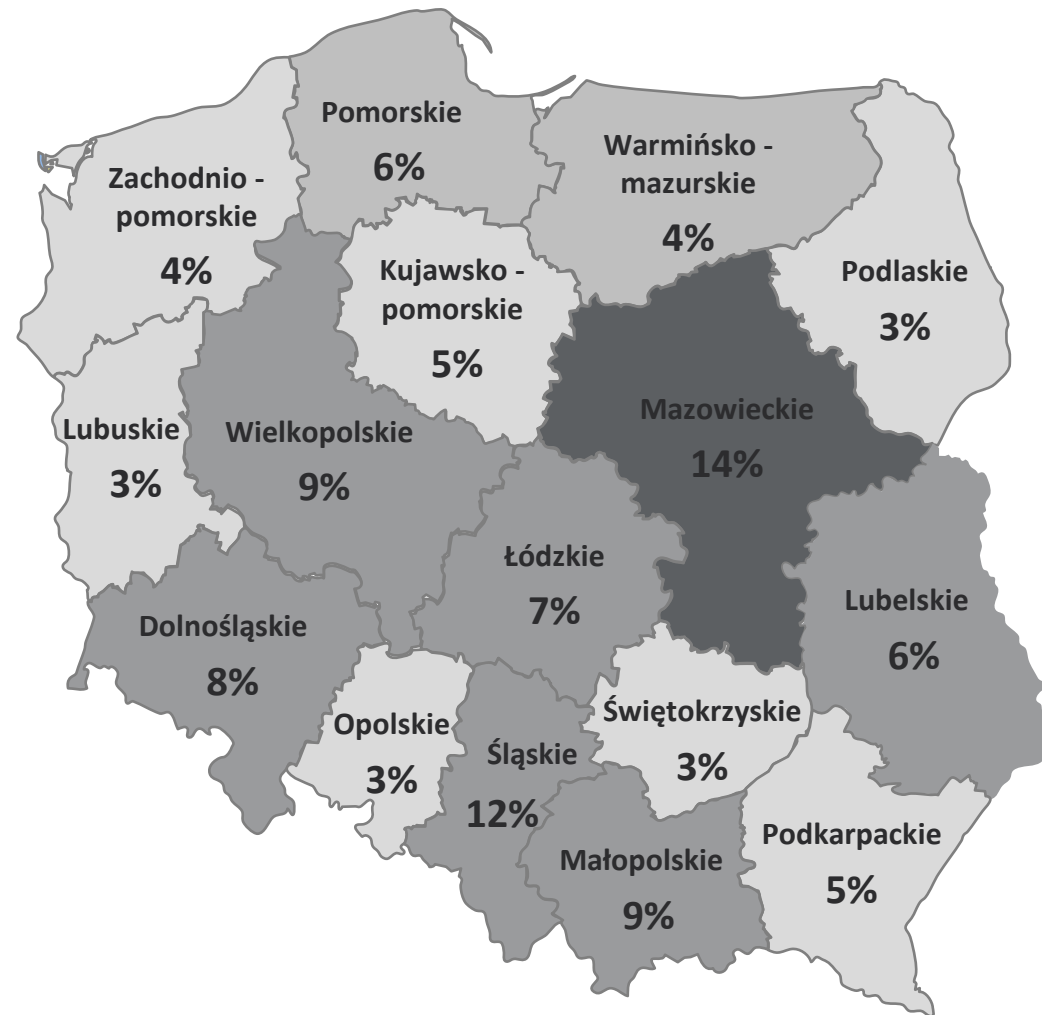 Pomorskie
6%
Warmińsko -
mazurskie
4%
Zachodnio -
pomorskie
4%
Kujawsko -
pomorskie
5%
Podlaskie
3%
Mazowieckie
14%
Lubuskie
3%
Wielkopolskie
9%
Łódzkie
7%
Lubelskie
6%
Dolnośląskie
8%
Opolskie
3%
Śląskie
12%
Świętokrzyskie
3%
Małopolskie
9%
Podkarpackie
5%